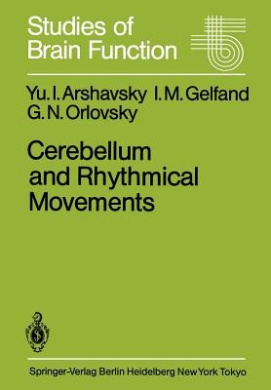 Studies of
Brain Function
Yu. I. Arshavsky I. M. Gelfand
G. N. Orlovsky
Cerebellum
and Rhythmical
Movements
Springer-Verlag Berlin Heidelberg New York Tokyo